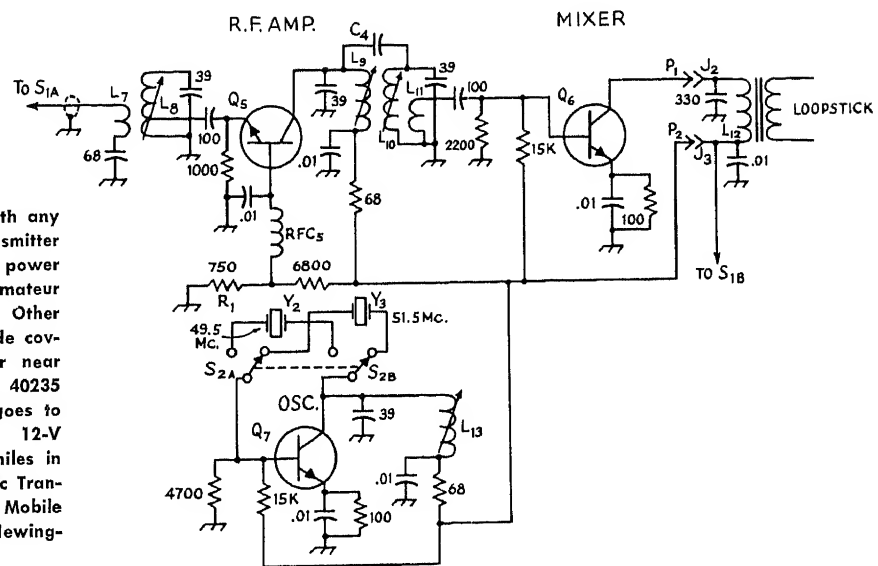 R.F. AMP.
MIXER
C4
TO S1A
L7
L8
39
100
Q5
1000
.01
RFC5
39
L9
.01
68
L10
L11
39
100
2200
15K
Q6
.01
100
P1
J2
330
P2
J3
L12
.01
LOOPSTICK
TO S1B
750
R1
6800
49.5
MC.
Y2
Y3
51.5 MC.
S2A
S2B
OSC.
Q7
39
L13
4700
15K
.01
100
.01
68
th any
smitter
power
mateur
Other
de cov-
r near
40235
goes to
12-V
miles in
c Tran-
Mobile
lewing-
68
100